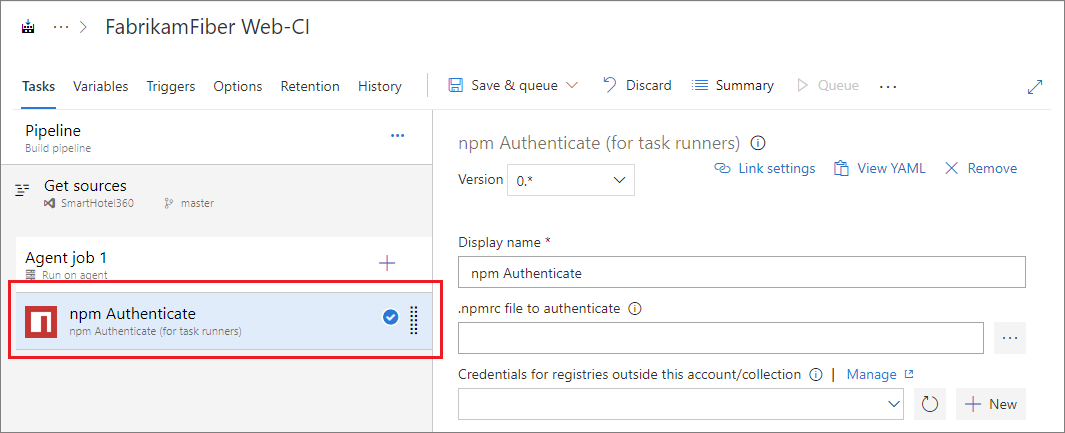 ··· > FabrikamFiber Web-CI
Tasks Variables Triggers Options Retention History Save & queue Discard Summary Queue ···
Pipeline ···
Build pipeline
Get sources
SmartHotel360 master
Agent job 1 +
Run on agent
npm Authenticate
npm Authenticate (for task runners)
npm Authenticate (for task runners)
Link settings View YAML Remove
Version 0.*
Display name *
npm Authenticate
.npmrc file to authenticate
···
Credentials for registries outside this account/collection | Manage
+ New